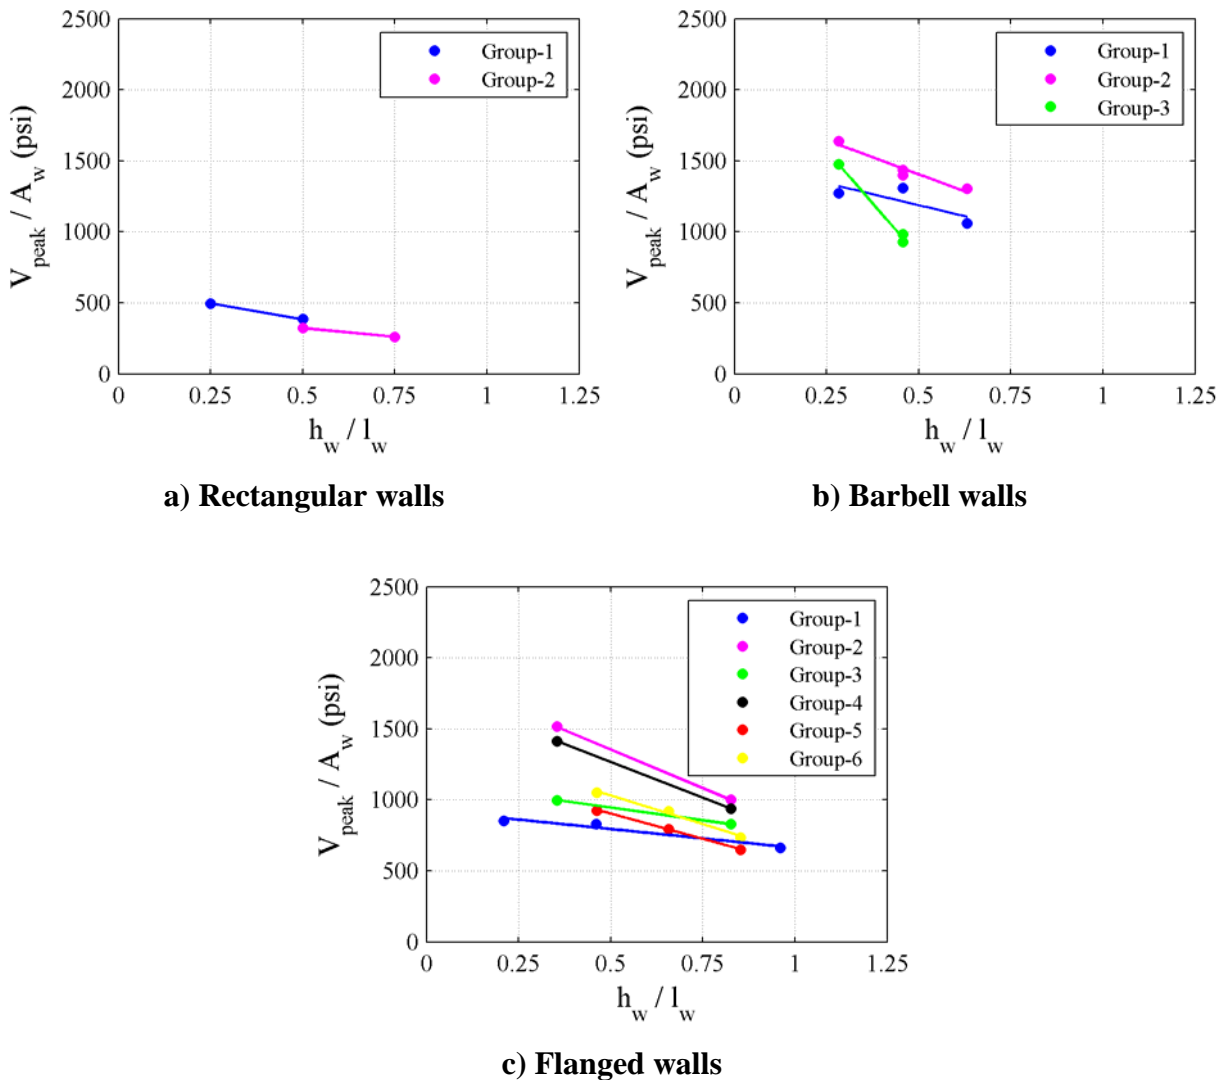 2500
2000
1500
1000
500
0
V_peak / A_w (psi)
Group-1
Group-2
0 0.25 0.5 0.75 1 1.25
h_w / l_w
a) Rectangular walls
2500
2000
1500
1000
500
0
V_peak / A_w (psi)
Group-1
Group-2
Group-3
0 0.25 0.5 0.75 1 1.25
h_w / l_w
b) Barbell walls
2500
2000
1500
1000
500
0
V_peak / A_w (psi)
Group-1
Group-2
Group-3
Group-4
Group-5
Group-6
0 0.25 0.5 0.75 1 1.25
h_w / l_w
c) Flanged walls